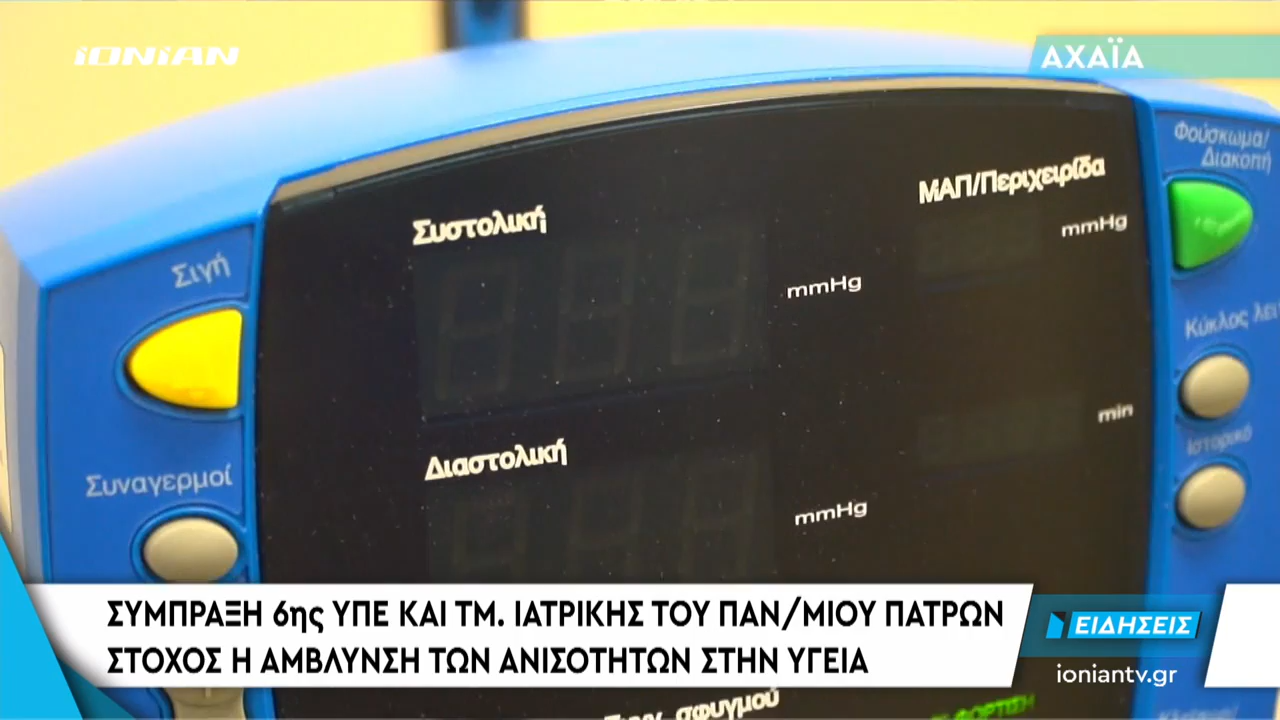 IONIAN
ΑΧΑΪΑ
Φούσκωμα/
Διακοπή
ΜΑΠ/Περιχειρίδα
mmHg
Συστολική
mmHg
Σιγή
Κύκλος
min
Ιστορικό
Διαστολική
mmHg
Συναγερμοί
ΣΥΜΠΡΑΞΗ 6ης ΥΠΕ ΚΑΙ ΤΜ. ΙΑΤΡΙΚΗΣ ΤΟΥ ΠΑΝ/ΜΙΟΥ ΠΑΤΡΩΝ
ΣΤΟΧΟΣ Η ΑΜΒΛΥΝΣΗ ΤΩΝ ΑΝΙΣΟΤΗΤΩΝ ΣΤΗΝ ΥΓΕΙΑ
ΕΙΔΗΣΕΙΣ
ioniantv.gr
σφυγμού